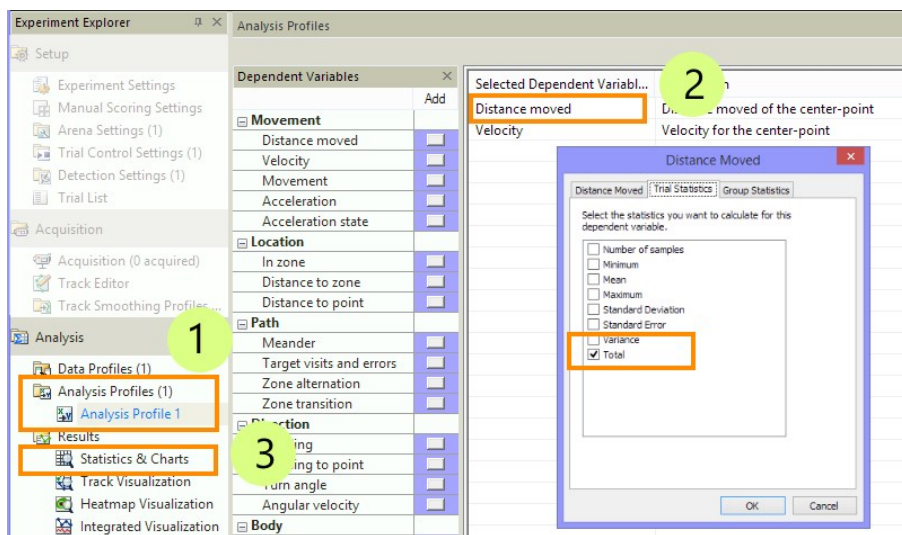 Experiment Explorer
Setup
Experiment Settings
Manual Scoring Settings
Arena Settings (1)
Trial Control Settings (1)
Detection Settings (1)
Trial List
Acquisition
Acquisition (0 acquired)
Track Editor
Track Smoothing Profiles ...
1
Analysis
Data Profiles (1)
Analysis Profiles (1)
Analysis Profile 1
Results
Statistics & Charts
Track Visualization
Heatmap Visualization
Integrated Visualization
Analysis Profiles
Dependent Variables
Add
Movement
Distance moved
Velocity
Movement
Acceleration
Acceleration state
Location
In zone
Distance to zone
Distance to point
Path
Meander
Target visits and errors
Zone alternation
Zone transition
3
to point
Turn angle
Angular velocity
Body
Selected Dependent Variabl...
2
Distance moved
moved of the center-point
Velocity
Velocity for the center-point
Distance Moved
Distance Moved Trial Statistics Group Statistics
Select the statistics you want to calculate for this
dependent variable.
Number of samples
Minimum
Mean
Maximum
Standard Deviation
Standard Error
Variance
Total
OK Cancel